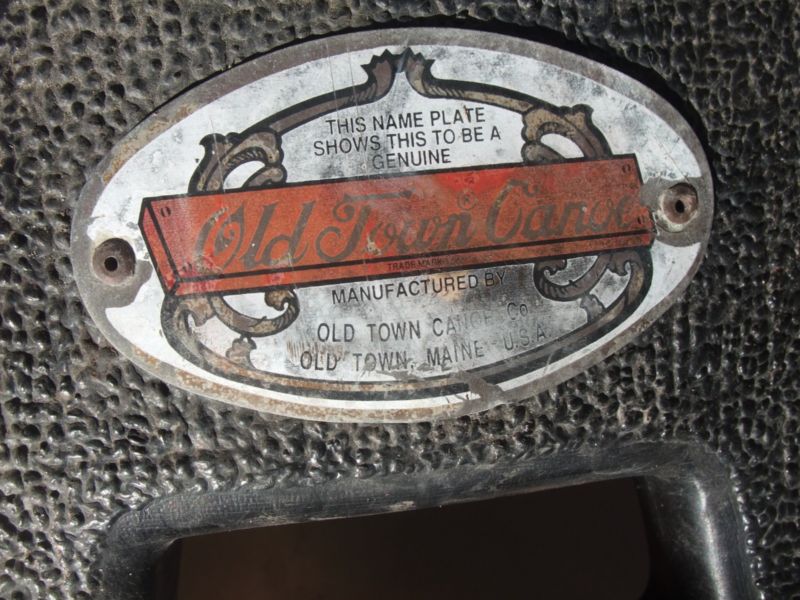 THIS NAME PLATE
SHOWS THIS TO BE A
GENUINE
Old Town Canoe
®
TRADE MARK
MANUFACTURED BY
OLD TOWN CANOE Co.
OLD TOWN, MAINE U.S.A.